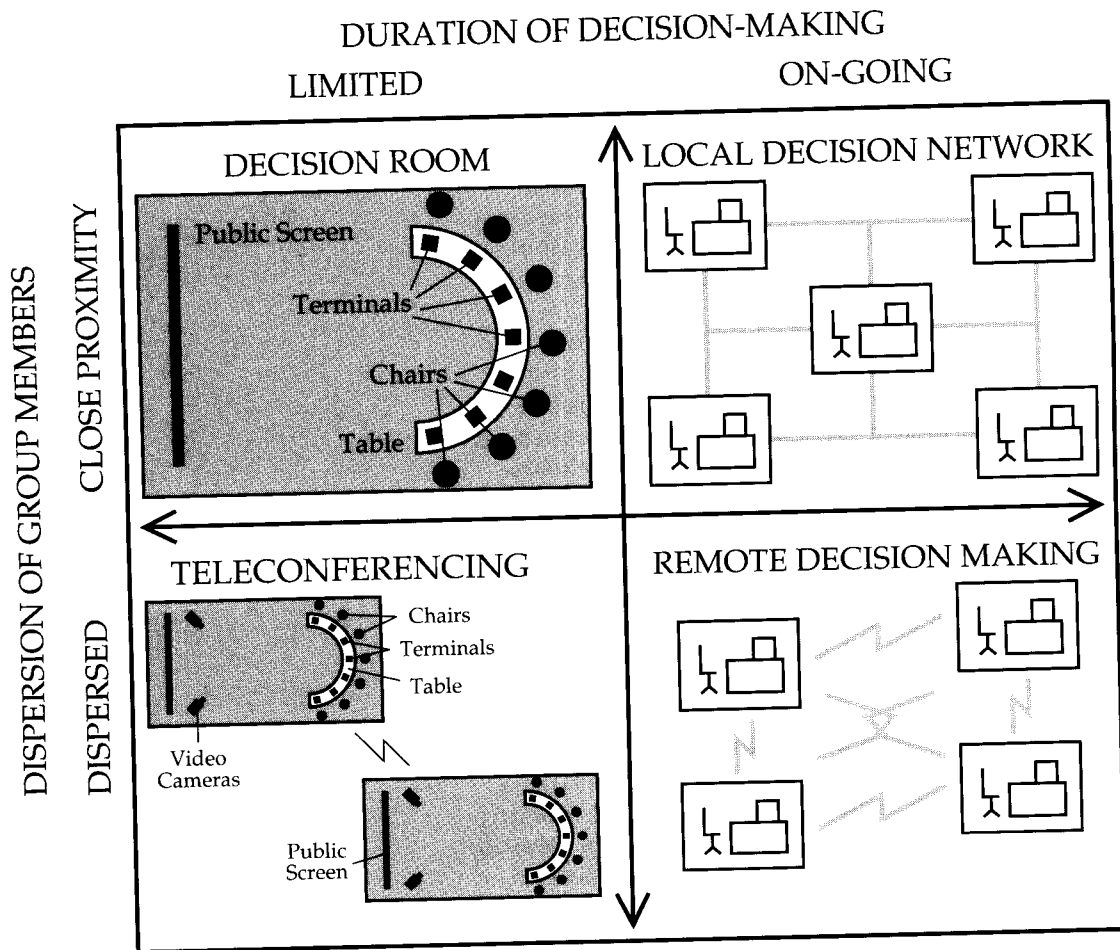 DURATION OF DECISION-MAKING
LIMITED
ON-GOING
DISPERSION OF GROUP MEMBERS
CLOSE PROXIMITY
DISPERSED
DECISION ROOM
Public Screen
Terminals
Chairs
Table
LOCAL DECISION NETWORK
TELECONFERENCING
Chairs
Terminals
Table
Video
Cameras
Public
Screen
REMOTE DECISION MAKING